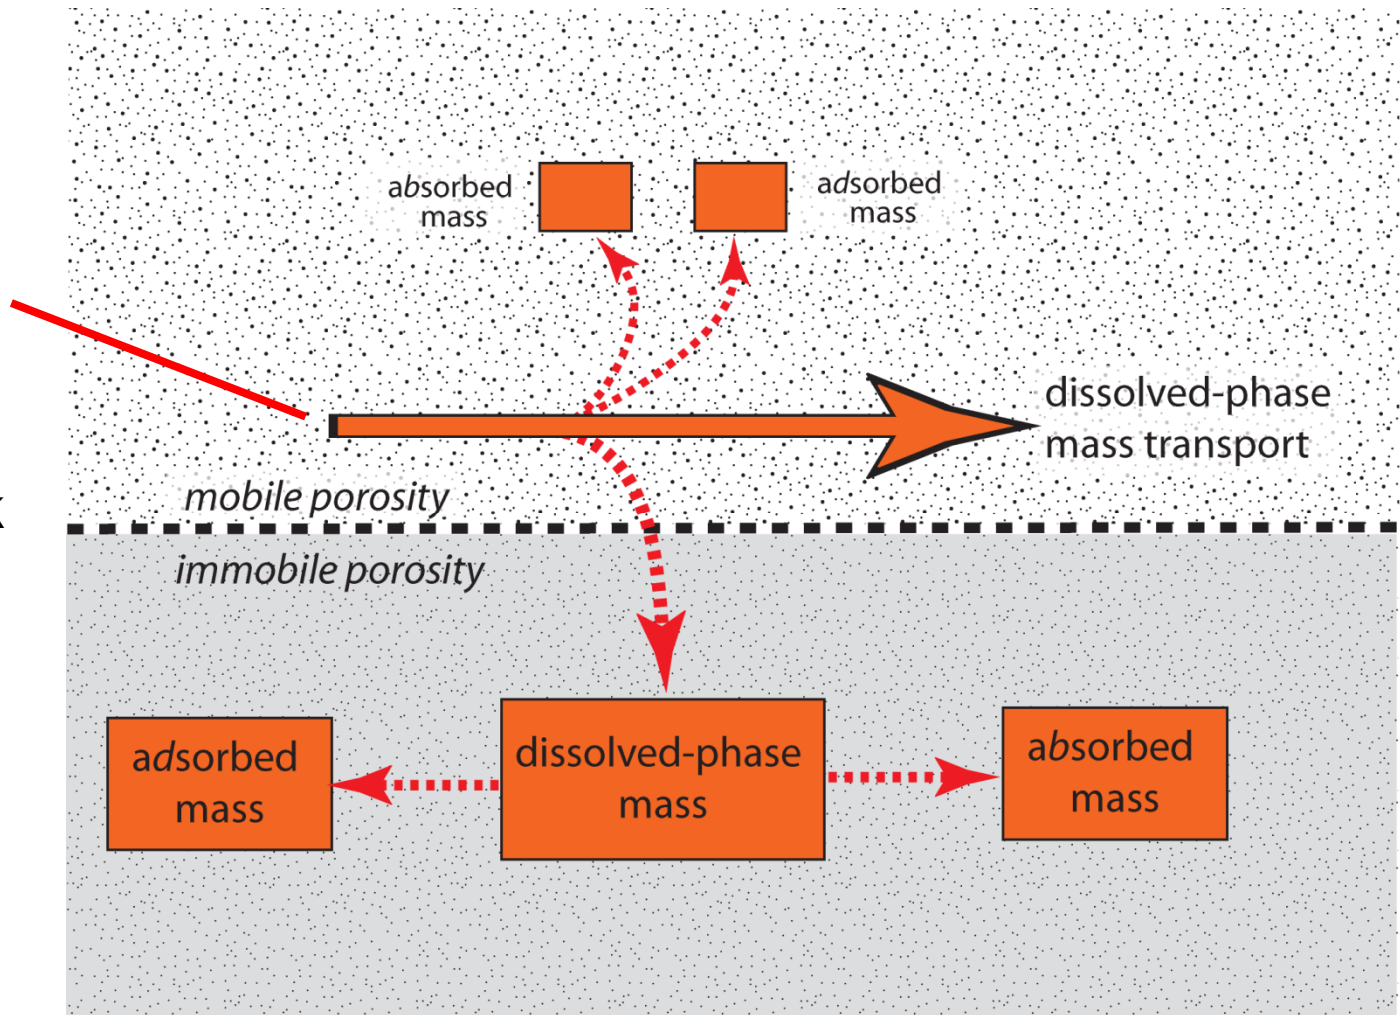 absorbed
mass
adsorbed
mass
dissolved-phase
mass transport
mobile porosity
immobile porosity
adsorbed
mass
dissolved-phase
mass
absorbed
mass